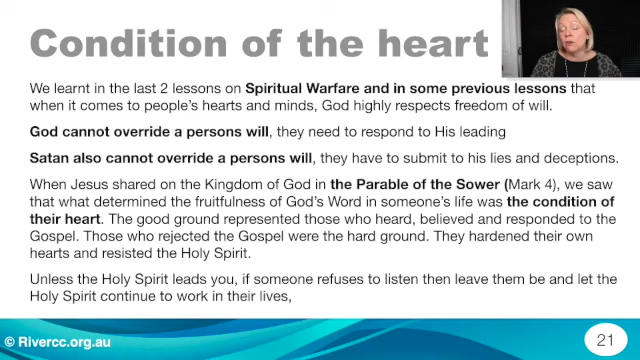 Condition of the heart
We learnt in the last 2 lessons on Spiritual Warfare and in some previous lessons that
when it comes to people's hearts and minds, God highly respects freedom of will.
God cannot override a persons will, they need to respond to His leading
Satan also cannot override a persons will, they have to submit to his lies and deceptions.
When Jesus shared on the Kingdom of God in the Parable of the Sower (Mark 4), we saw
that what determined the fruitfulness of God's Word in someone's life was the condition of
their heart. The good ground represented those who heard, believed and responded to the
Gospel. Those who rejected the Gospel were the hard ground. They hardened their own
hearts and resisted the Holy Spirit.
Unless the Holy Spirit leads you, if someone refuses to listen then leave them be and let the
Holy Spirit continue to work in their lives,
© Rivercc.org.au
21